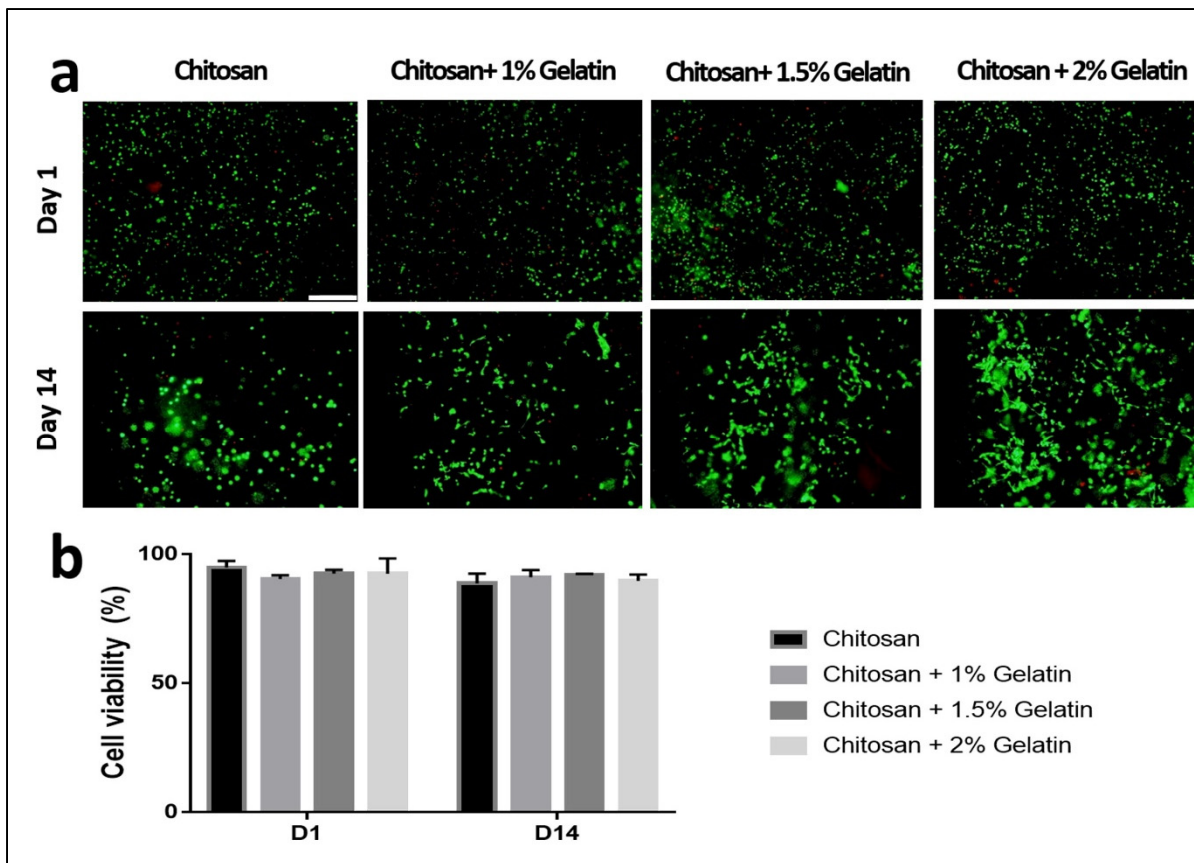 a
Chitosan
Chitosan+ 1% Gelatin
Chitosan+ 1.5% Gelatin
Chitosan + 2% Gelatin
Day 1
Day 14
b
Cell viability (%)
100
50
0
D1
D14
Chitosan
Chitosan + 1% Gelatin
Chitosan + 1.5% Gelatin
Chitosan + 2% Gelatin